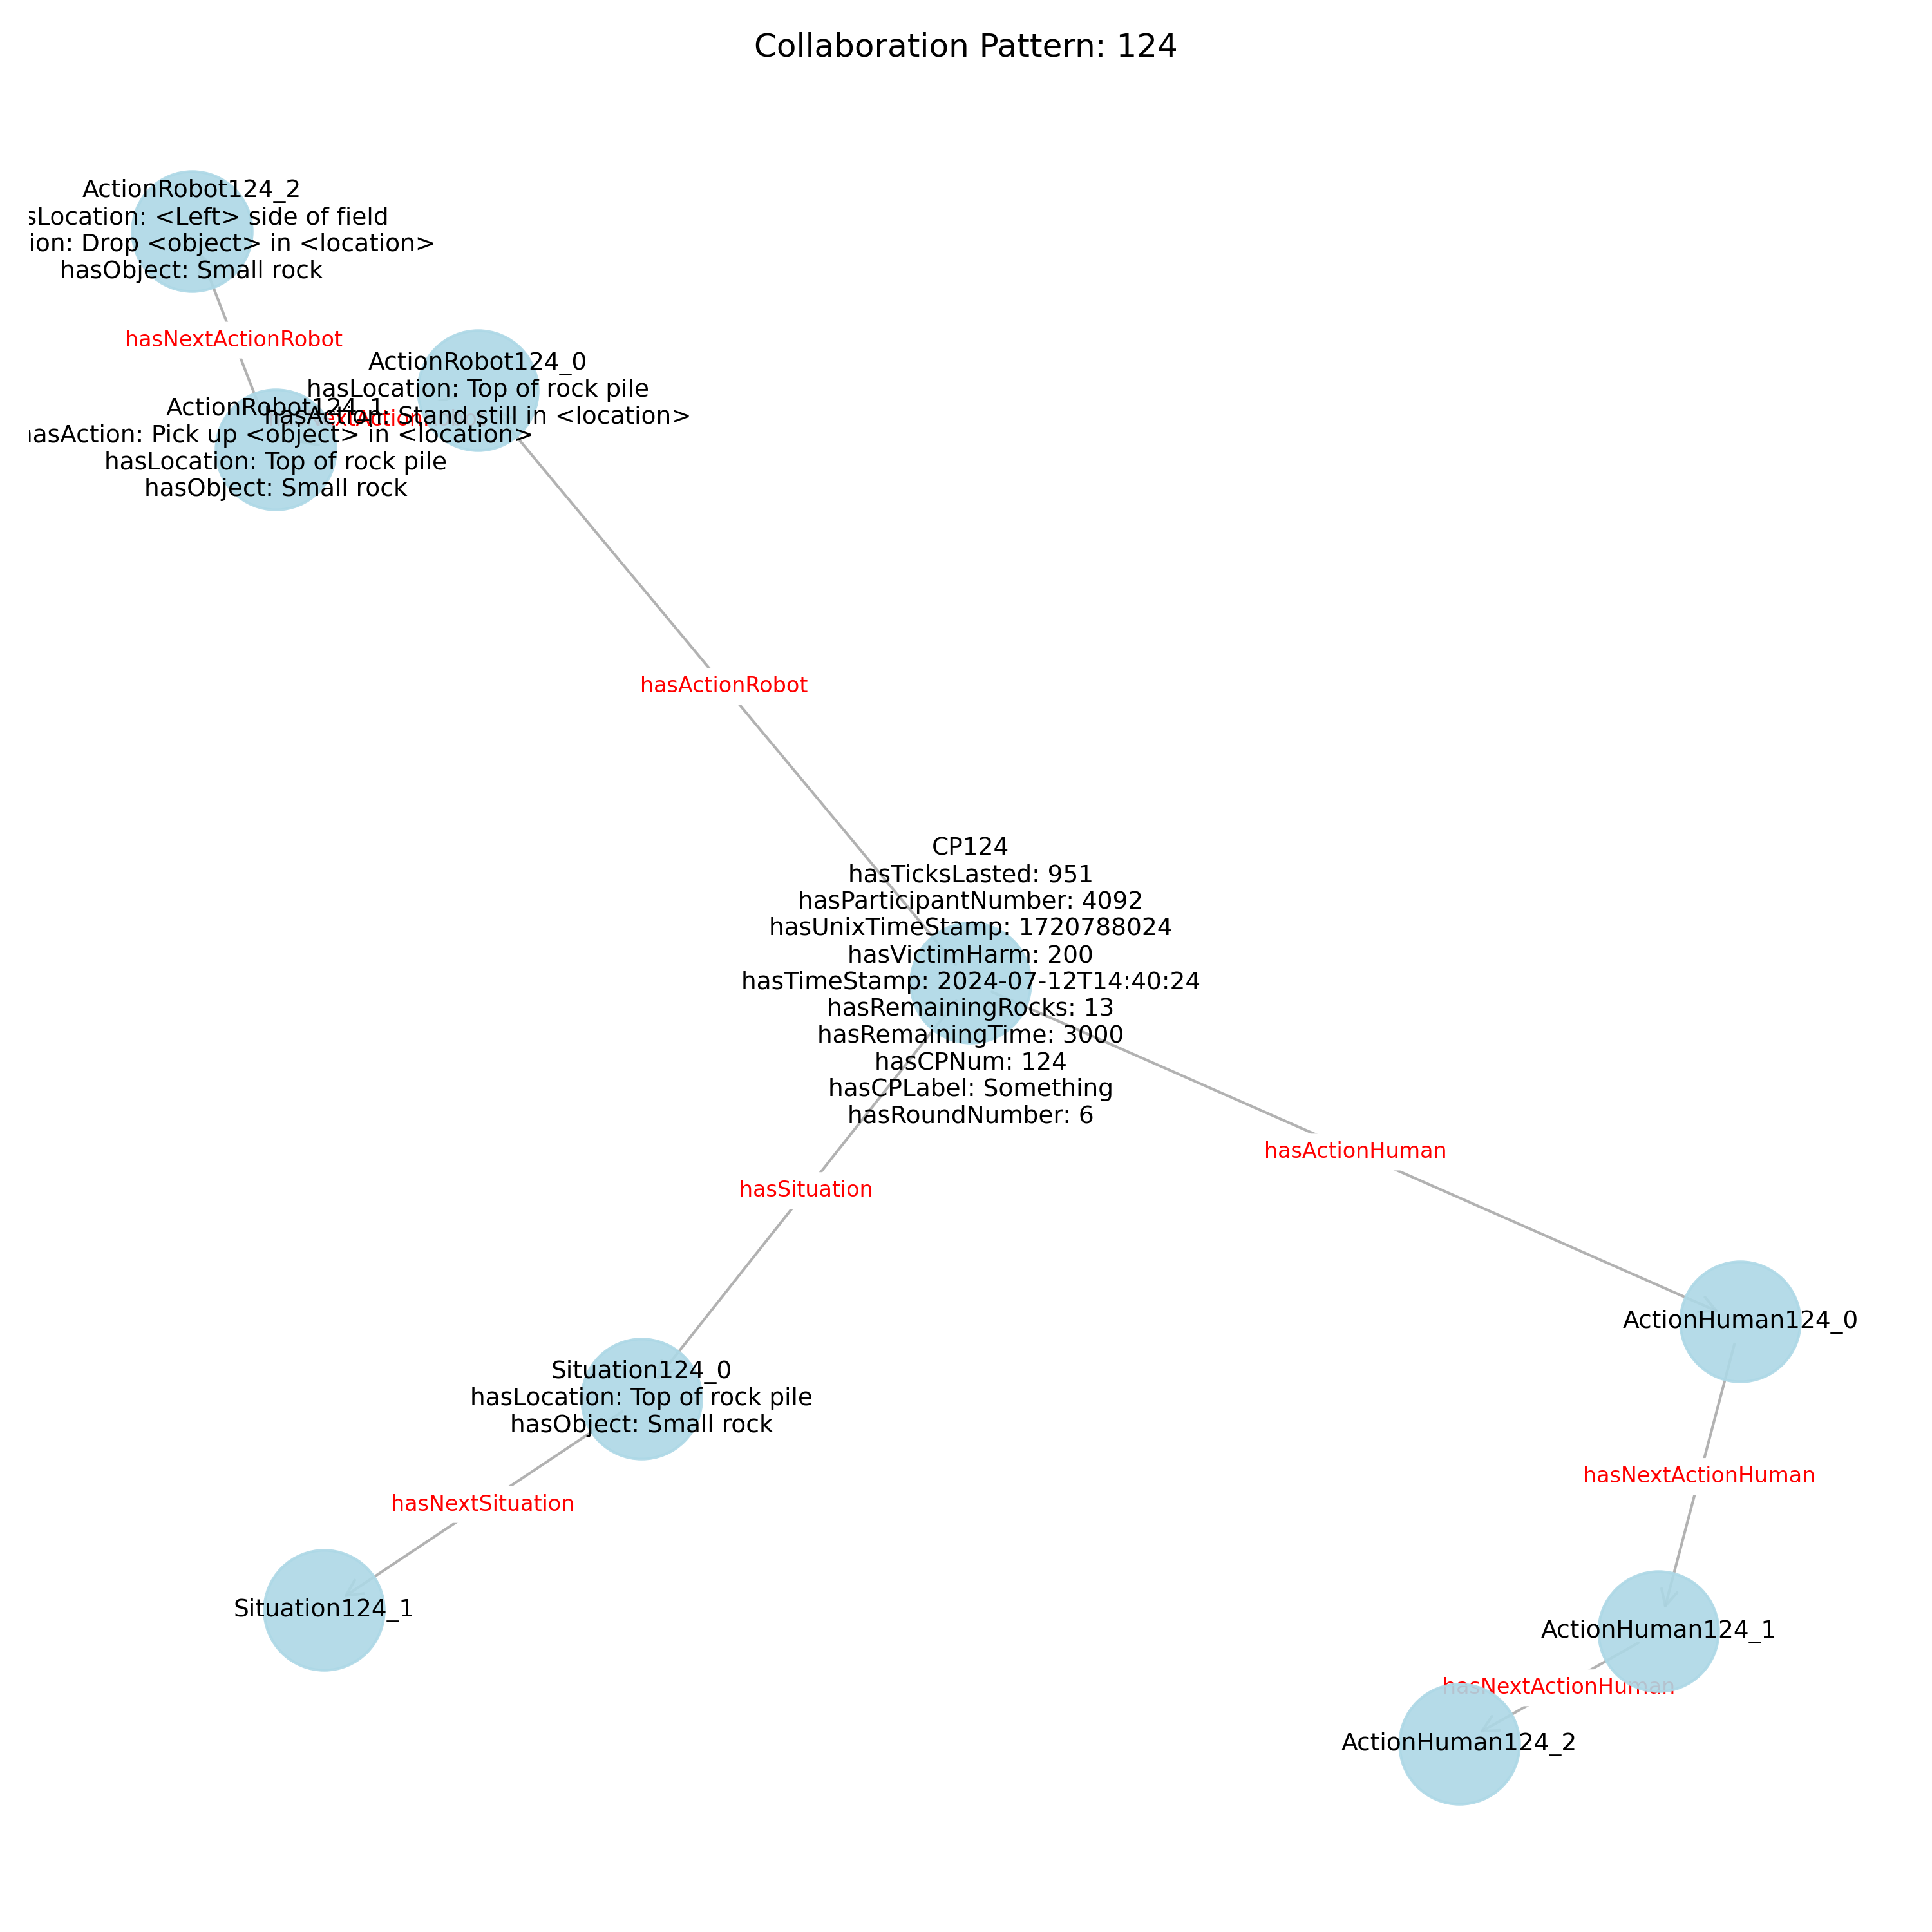 Collaboration Pattern: 124
ActionRobot124_2
sLocation: <Left> side of field
ion: Drop <object> in <location>
hasObject: Small rock
hasNextActionRobot
ActionRobot124_0
hasLocation: Top of rock pile
hasAction: Stand still in <location>
ActionRobot124_1
hasAction: Pick up <object> in <location>
hasLocation: Top of rock pile
hasObject: Small rock
hasActionRobot
CP124
hasTicksLasted: 951
hasParticipantNumber: 4092
hasUnixTimeStamp: 1720788024
hasVictimHarm: 200
hasTimeStamp: 2024-07-12T14:40:24
hasRemainingRocks: 13
hasRemainingTime: 3000
hasCPNum: 124
hasCPLabel: Something
hasRoundNumber: 6
hasActionHuman
hasSituation
ActionHuman124_0
Situation124_0
hasLocation: Top of rock pile
hasObject: Small rock
hasNextActionHuman
hasNextSituation
Situation124_1
ActionHuman124_1
hasNextActionHuman
ActionHuman124_2